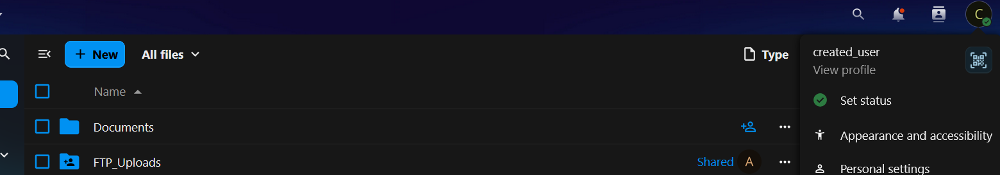 C
New
All files
Type
created_user
View profile
Name
Set status
Documents
Appearance and accessibility
FTP_Uploads
Shared
A
Personal settings